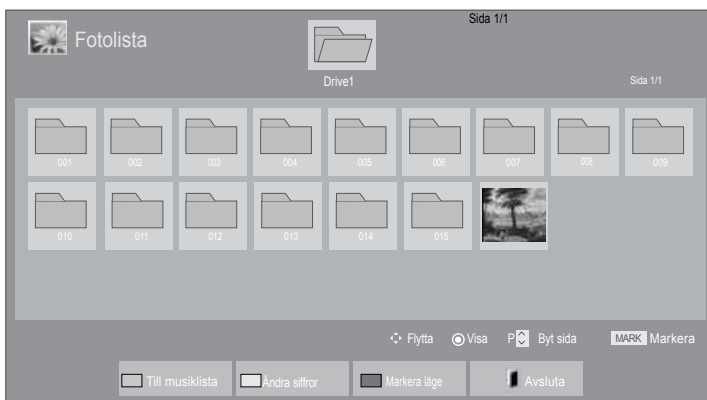 Sida 1/1
Fotolista
Drive1
Sida 1/1
001 002 003 004 005 006 007 008 009
010 011 012 013 014 015
Flytta Visa P Byt sida MARK Markera
Till musiklista Ändra siffror Markera läge Avsluta